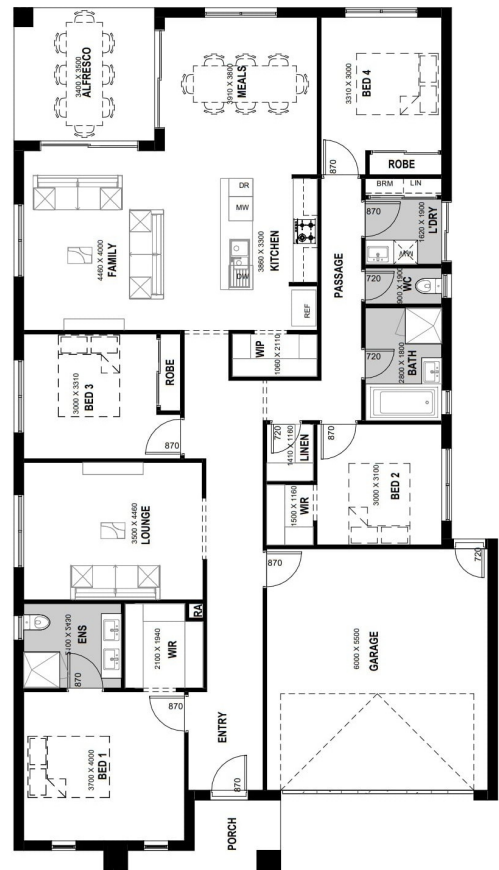 ALFRESCO
3400 X 3500
MEALS
3910 X 3800
BED 4
3310 X 3000
870
ROBE
BRM
LIN
870
L'DRY
1620 X 1900
MW
FAMILY
4460 X 4000
DR
MW
DW
KITCHEN
3860 X 3300
REF
PASSAGE
720
WC
900 X 1900
720
BATH
2800 X 1800
WIP
1060 X 2110
BED 3
3000 X 3310
ROBE
870
720
LINEN
1410 X 1160
870
BED 2
3000 X 3100
WIR
1500 X 1160
LOUNGE
3500 X 4460
870
720
GARAGE
6000 X 5500
RA
ENS
870
WIR
2100 X 1940
870
ENTRY
BED 1
3700 X 4000
870
PORCH